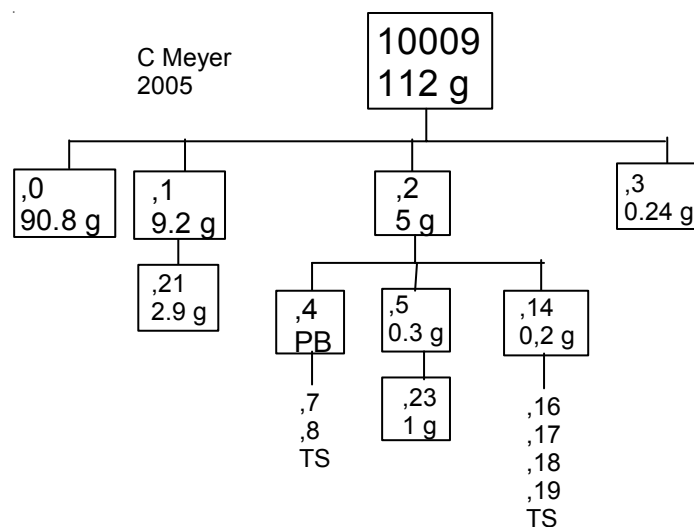 C Meyer
2005
10009
112 g
,0
90.8 g
,1
9.2 g
,2
5 g
,3
0.24 g
,21
2.9 g
,4
PB
,5
0.3 g
,14
0,2 g
,7
,8
TS
,23
1 g
,16
,17
,18
,19
TS